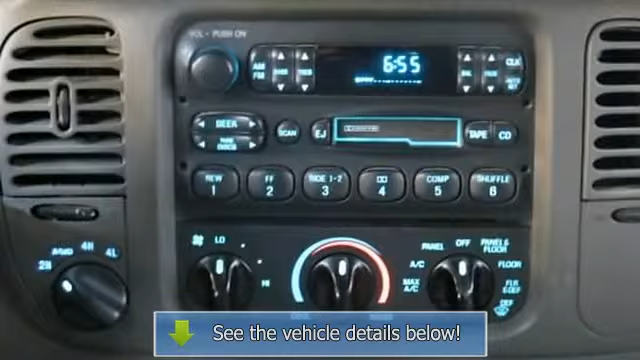 VOL - PUSH ON
6:55
CLK
AM
FM
SEEK
SCAN
EJ
TAPE
CD
REW
FF
SIDE 1-2
COMP
SHUFFLE
1
2
3
4
5
6
LO
HI
PANEL
OFF
PANEL &
FLOOR
A/C
FLOOR
MAX
A/C
FLR
& DEF
DEF
2H
4H
4L
See the vehicle details below!